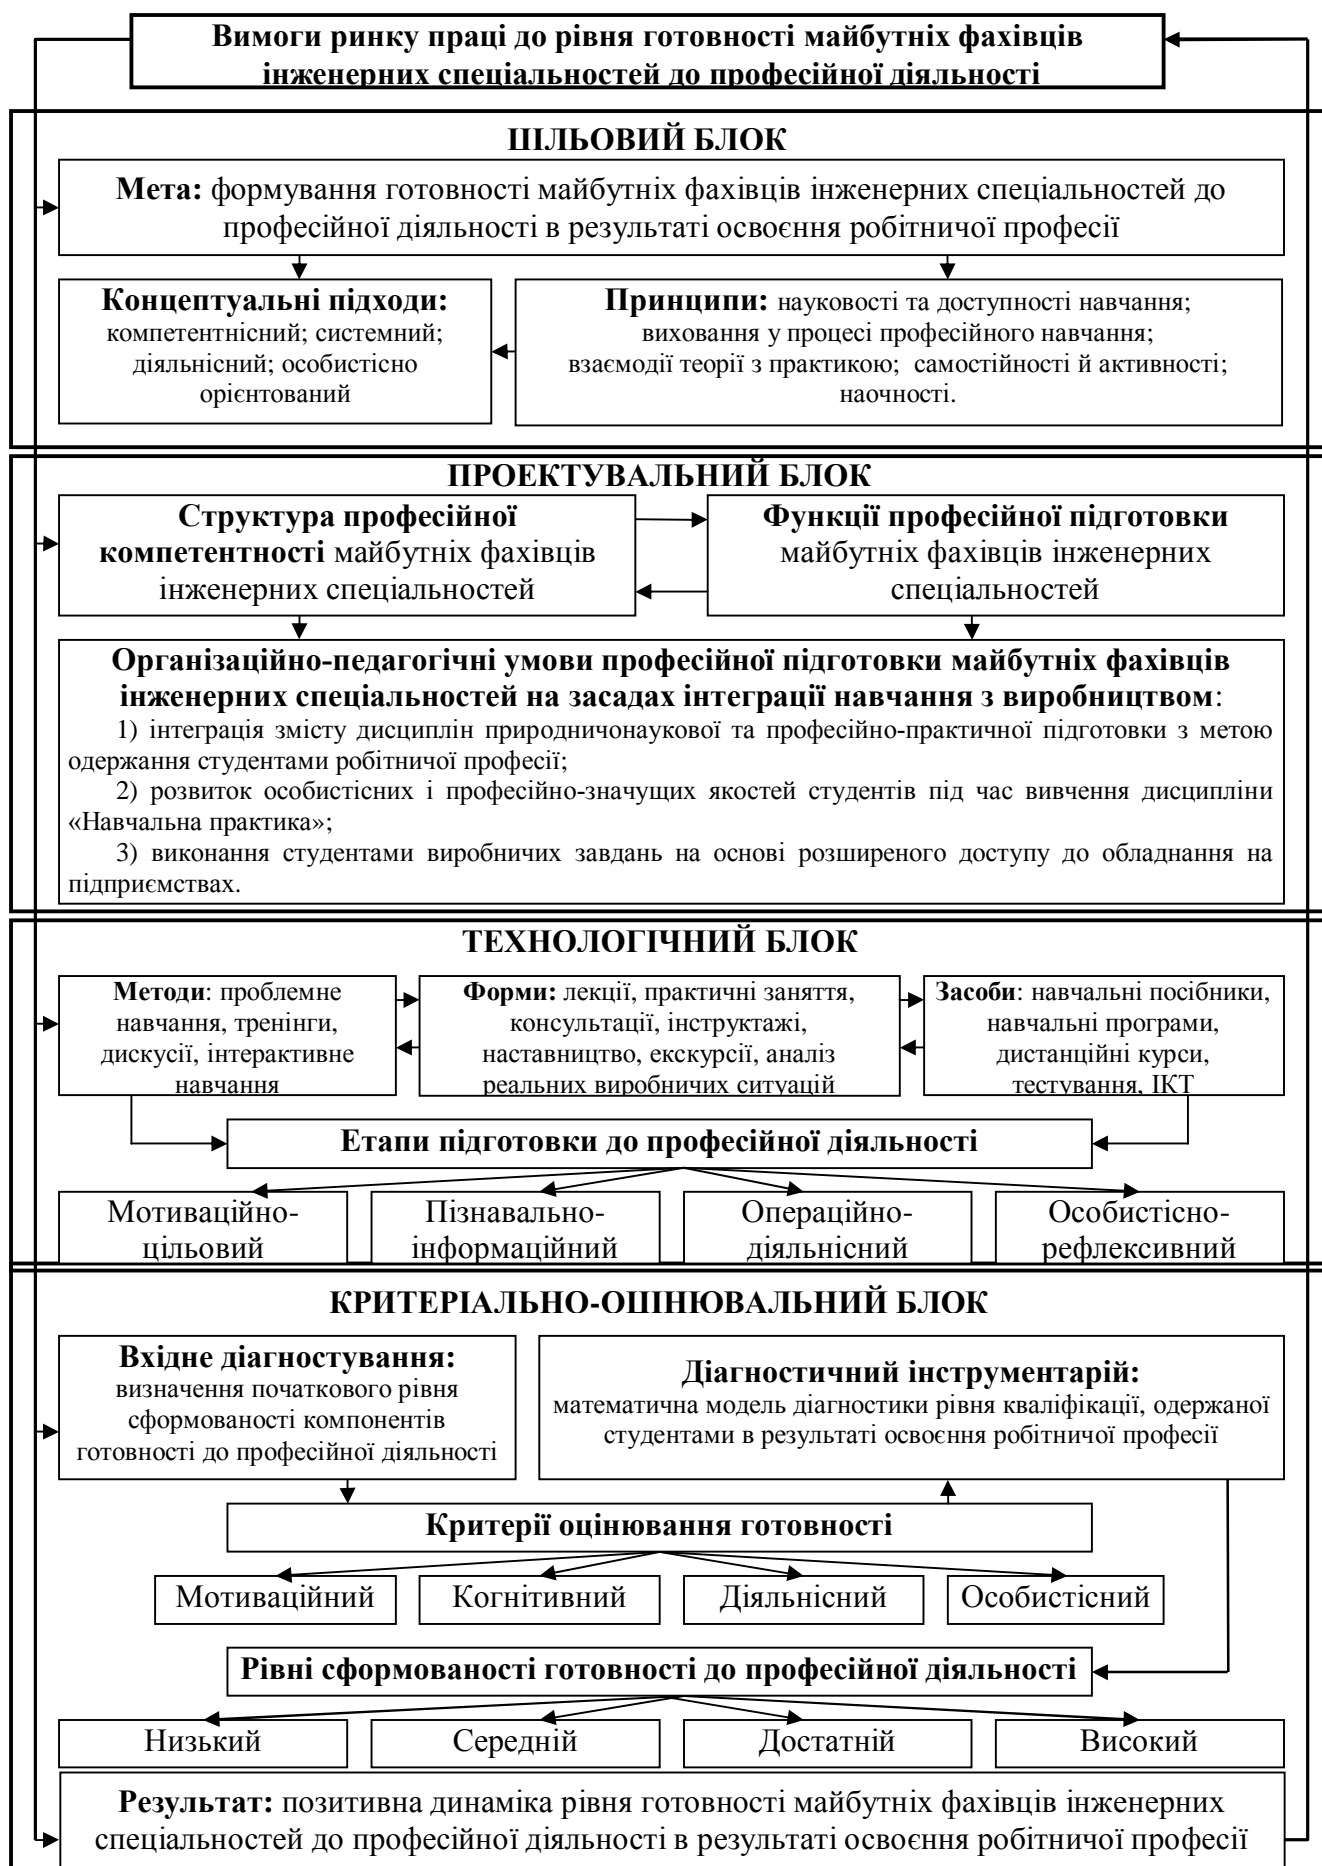 Вимоги ринку праці до рівня готовності майбутніх фахівців
інженерних спеціальностей до професійної діяльності
ЦІЛЬОВИЙ БЛОК
Мета: формування готовності майбутніх фахівців інженерних спеціальностей до
професійної діяльності в результаті освоєння робітничої професії
Концептуальні підходи:
компетентнісний; системний;
діяльнісний; особистісно
орієнтований
Принципи: науковості та доступності навчання;
виховання у процесі професійного навчання;
взаємодії теорії з практикою; самостійності й активності;
наочності.
ПРОЕКТУВАЛЬНИЙ БЛОК
Структура професійної
компетентності майбутніх фахівців
інженерних спеціальностей
Функції професійної підготовки
майбутніх фахівців інженерних
спеціальностей
Організаційно-педагогічні умови професійної підготовки майбутніх фахівців
інженерних спеціальностей на засадах інтеграції навчання з виробництвом:
1) інтеграція змісту дисциплін природничонаукової та професійно-практичної підготовки з метою
одержання студентами робітничої професії;
2) розвиток особистісних і професійно-значущих якостей студентів під час вивчення дисципліни
«Навчальна практика»;
3) виконання студентами виробничих завдань на основі розширеного доступу до обладнання на
підприємствах.
ТЕХНОЛОГІЧНИЙ БЛОК
Методи: проблемне
навчання, тренінги,
дискусії, інтерактивне
навчання
Форми: лекції, практичні заняття,
консультації, інструктажі,
наставництво, екскурсії, аналіз
реальних виробничих ситуацій
Засоби: навчальні посібники,
навчальні програми,
дистанційні курси,
тестування, ІКТ
Етапи підготовки до професійної діяльності
Мотиваційно-
цільовий
Пізнавально-
інформаційний
Операційно-
діяльнісний
Особистісно-
рефлексивний
КРИТЕРІАЛЬНО-ОЦІНЮВАЛЬНИЙ БЛОК
Вхідне діагностування:
визначення початкового рівня
сформованості компонентів
готовності до професійної діяльності
Діагностичний інструментарій:
математична модель діагностики рівня кваліфікації, одержаної
студентами в результаті освоєння робітничої професії
Критерії оцінювання готовності
Мотиваційний
Когнітивний
Діяльнісний
Особистісний
Рівні сформованості готовності до професійної діяльності
Низький
Середній
Достатній
Високий
Результат: позитивна динаміка рівня готовності майбутніх фахівців інженерних
спеціальностей до професійної діяльності в результаті освоєння робітничої професії